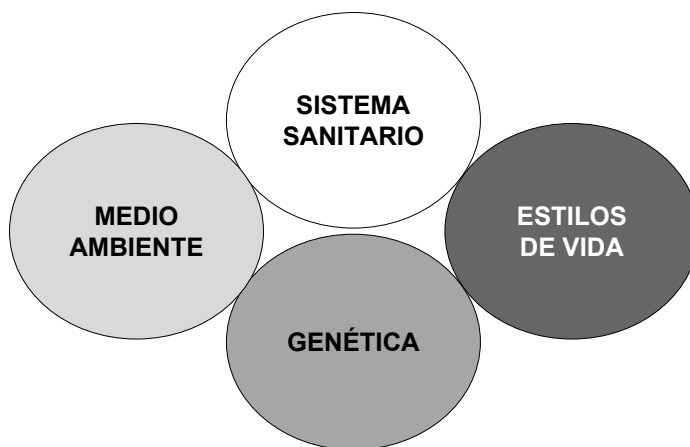 SISTEMA
SANITARIO
MEDIO
AMBIENTE
ESTILOS
DE VIDA
GENÉTICA